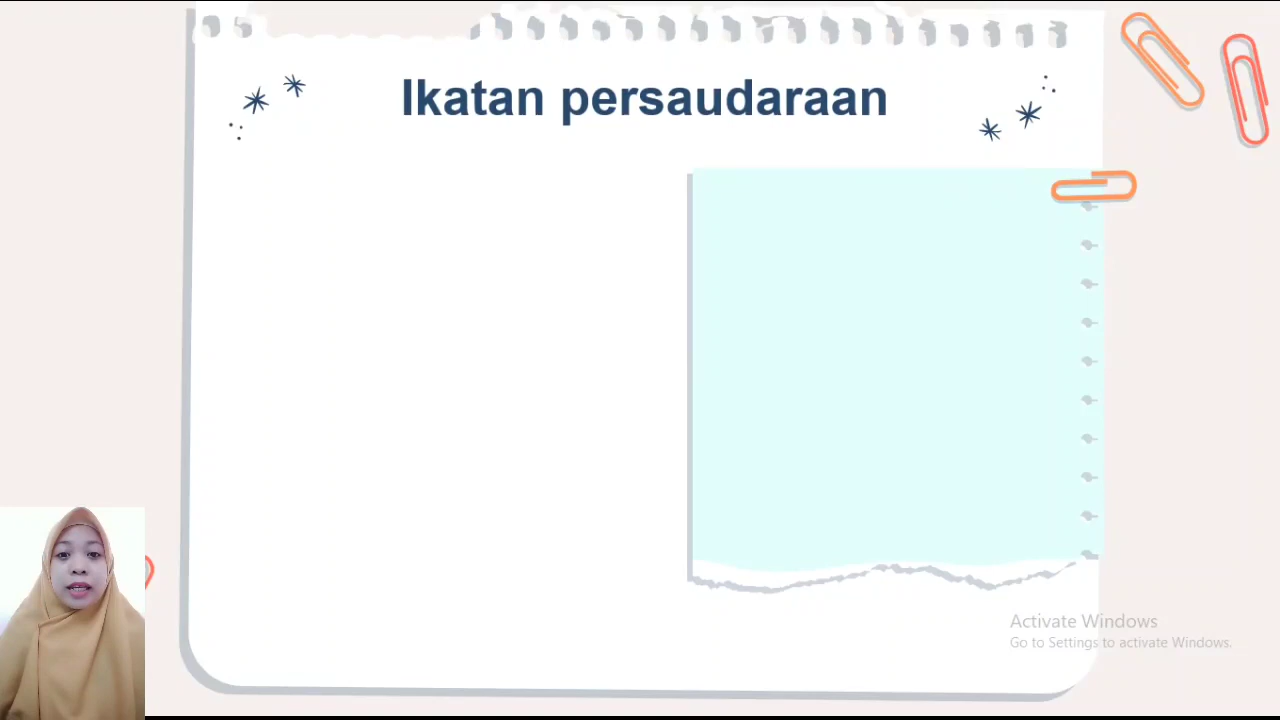 Ikatan persaudaraan
Activate Windows
Go to Settings to activate Windows.